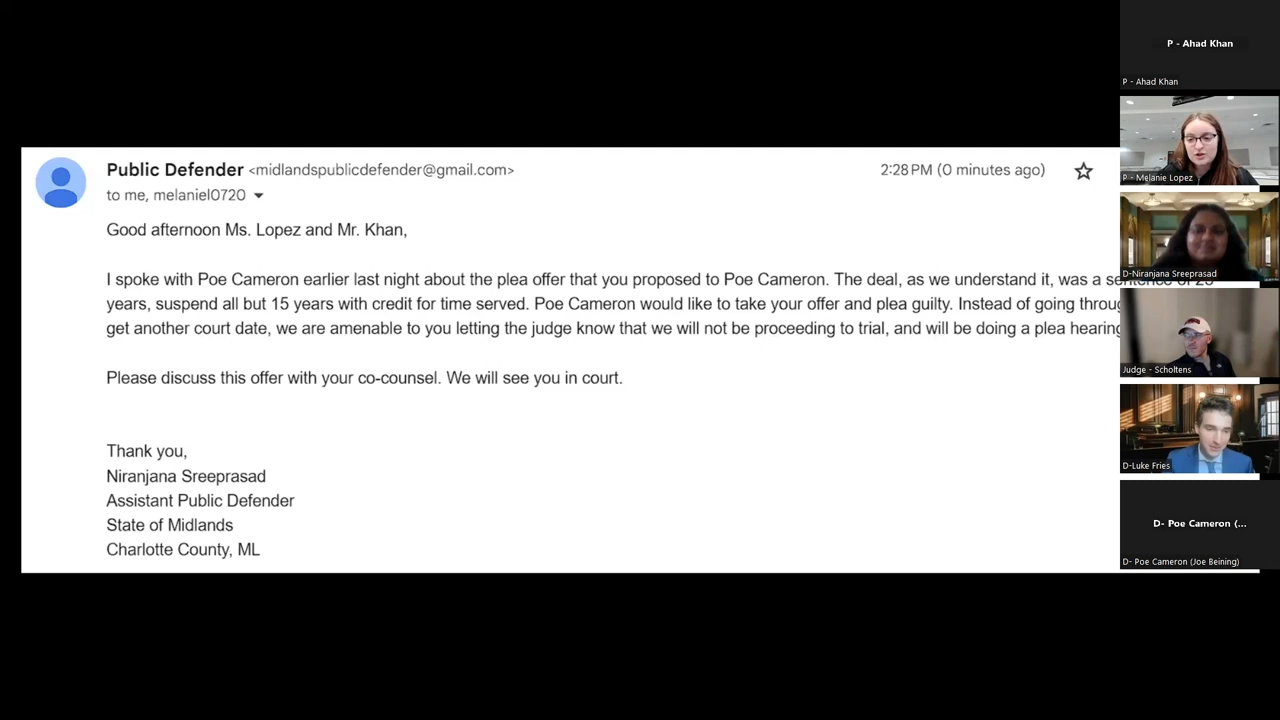 Public Defender <midlandspublicdefender@gmail.com> 2:28 PM (0 minutes ago)
to me, melaniel0720
Good afternoon Ms. Lopez and Mr. Khan,
I spoke with Poe Cameron earlier last night about the plea offer that you proposed to Poe Cameron. The deal, as we understand it, was a sentence of 25
years, suspend all but 15 years with credit for time served. Poe Cameron would like to take your offer and plea guilty. Instead of going
get another court date, we are amenable to you letting the judge know that we will not be proceeding to trial, and will be doing a plea hearing
Please discuss this offer with your co-counsel. We will see you in court.
Thank you,
Niranjana Sreeprasad
Assistant Public Defender
State of Midlands
Charlotte County, ML
P - Ahad Khan
P - Ahad Khan
P - Melanie Lopez
D-Niranjana Sreeprasad
Judge - Scholtens
D-Luke Fries
D- Poe Cameron (...
D- Poe Cameron (Joe Beining)